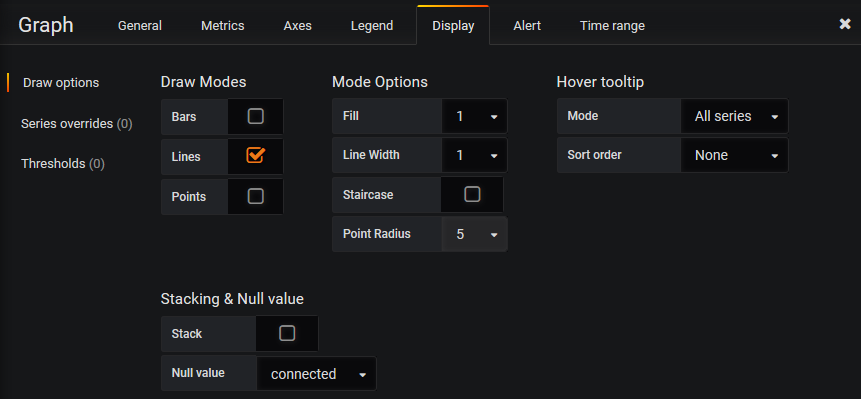 Graph General Metrics Axes Legend Display Alert Time range
Draw options
Series overrides (0)
Thresholds (0)
Draw Modes
Bars
Lines
Points
Mode Options
Fill 1
Line Width 1
Staircase
Point Radius 5
Hover tooltip
Mode All series
Sort order None
Stacking & Null value
Stack
Null value connected